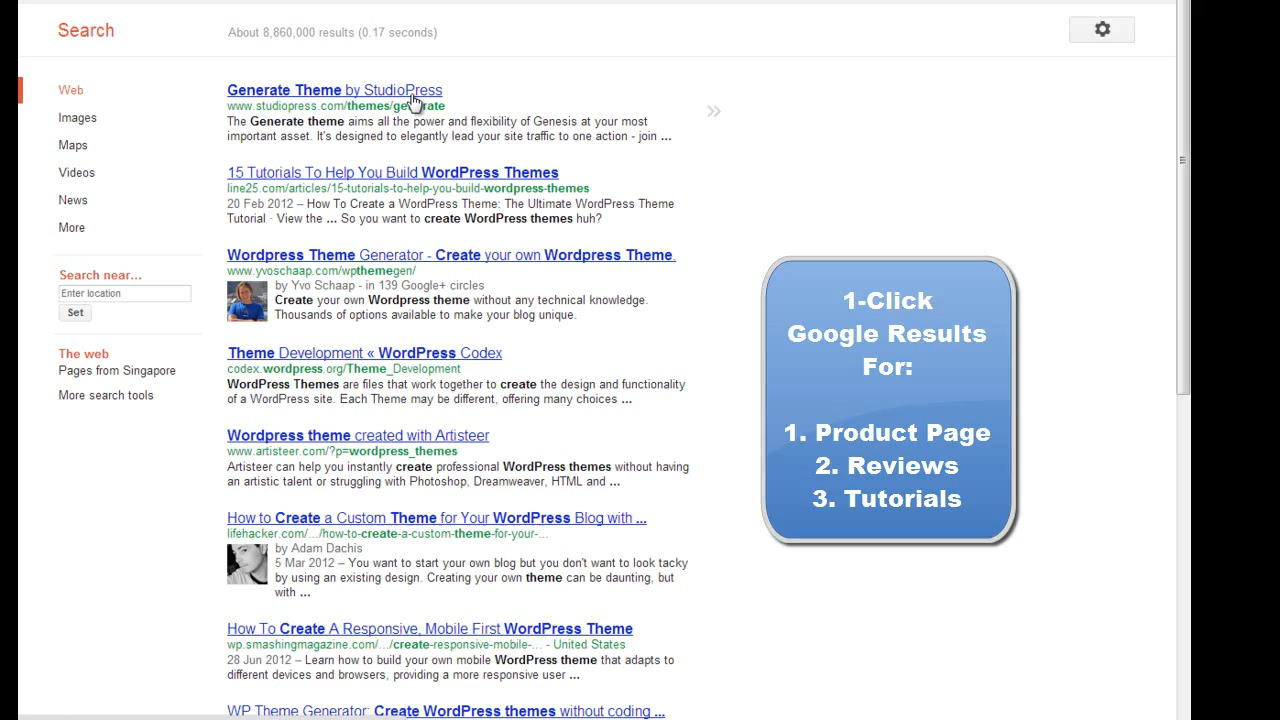 Search
About 8,860,000 results (0.17 seconds)
Web
Images
Maps
Videos
News
More
Search near...
Enter location
Set
The web
Pages from Singapore
More search tools
Generate Theme by StudioPress
www.studiopress.com/themes/generate
The Generate theme aims all the power and flexibility of Genesis at your most
important asset. It's designed to elegantly lead your site traffic to one action - join ...
15 Tutorials To Help You Build WordPress Themes
line25.com/articles/15-tutorials-to-help-you-build-wordpress-themes
20 Feb 2012 – How To Create a WordPress Theme: The Ultimate WordPress Theme
Tutorial · View the ... So you want to create WordPress themes huh?
Wordpress Theme Generator - Create your own Wordpress Theme.
www.yvoschaap.com/wpthemegen/
by Yvo Schaap - in 139 Google+ circles
Create your own Wordpress theme without any technical knowledge.
Thousands of options available to make your blog unique.
Theme Development « WordPress Codex
codex.wordpress.org/Theme_Development
WordPress Themes are files that work together to create the design and functionality
of a WordPress site. Each Theme may be different, offering many choices ...
Wordpress theme created with Artisteer
www.artisteer.com/?p=wordpress_themes
Artisteer can help you instantly create professional WordPress themes without having
an artistic talent or struggling with Photoshop, Dreamweaver, HTML and ...
How to Create a Custom Theme for Your WordPress Blog with ...
lifehacker.com/.../how-to-create-a-custom-theme-for-your-...
by Adam Dachis
5 Mar 2012 – You want to start your own blog but you don't want to look tacky
by using an existing design. Creating your own theme can be daunting, but
with ...
How To Create A Responsive, Mobile First WordPress Theme
wp.smashingmagazine.com/.../create-responsive-mobile-... - United States
28 Jun 2012 – Learn how to build your own mobile WordPress theme that adapts to
different devices and browsers, providing a more responsive user ...
WP Theme Generator: Create WordPress themes without coding ...
1-Click
Google Results
For:
1. Product Page
2. Reviews
3. Tutorials